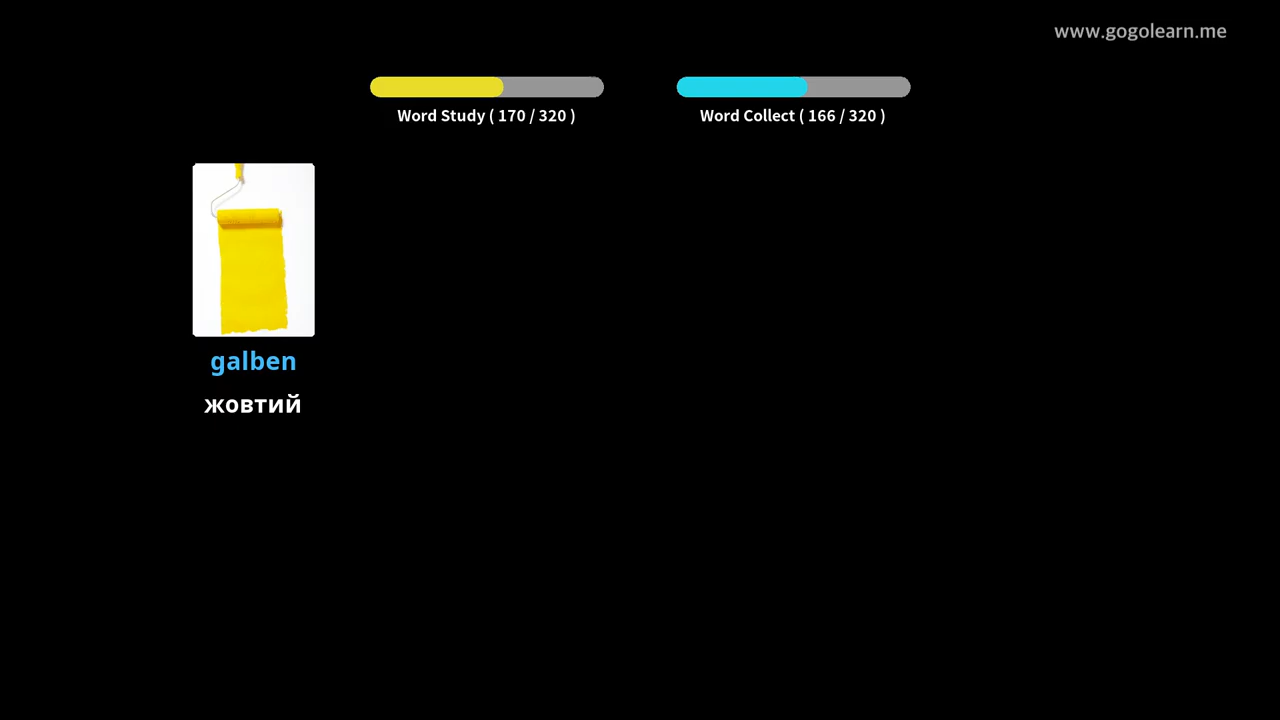 www.gogolearn.me
Word Study ( 170 / 320 )
Word Collect ( 166 / 320 )
galben
жовтий